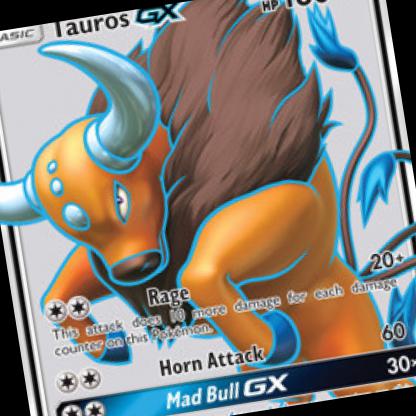 BASIC Tauros GX HP
Rage 20+
This attack does 10 more damage for each damage
counter on this Pokémon.
Horn Attack 60
Mad Bull GX 30×